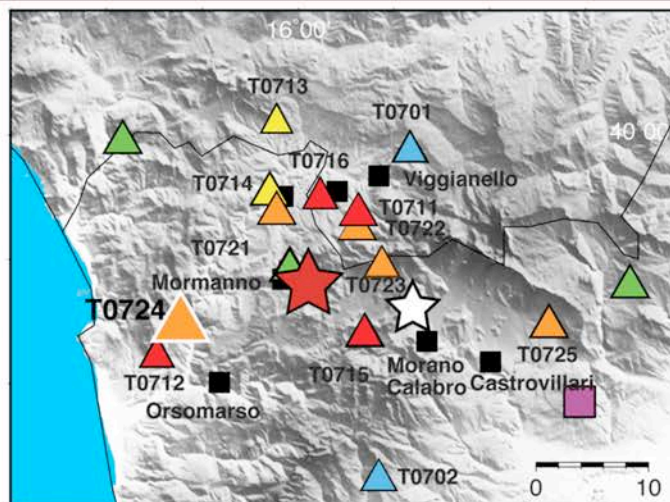 16˚00'
T0713
T0701
40˚00'
T0716
Viggianello
T0714
T0711
T0722
T0721
Mormanno
T0723
T0724
T0725
T0712
T0715
Morano
Calabro
Castrovillari
Orsomarso
T0702
0 10